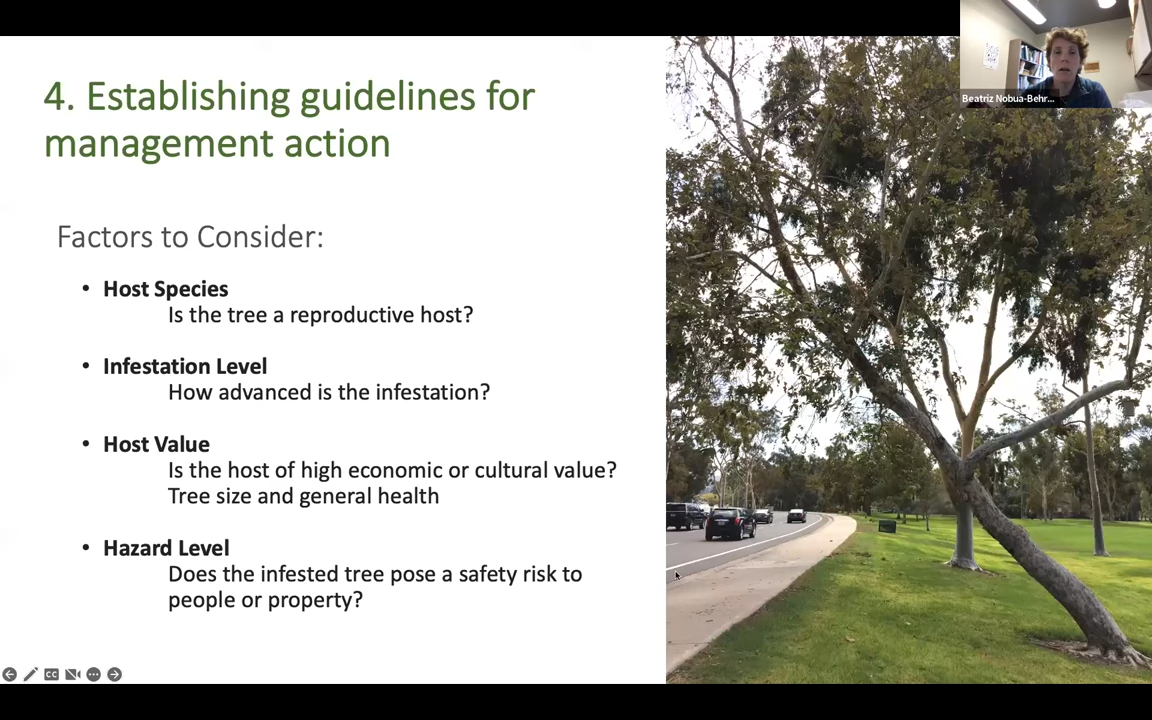 4. Establishing guidelines for
management action
Factors to Consider:
• Host Species
Is the tree a reproductive host?
• Infestation Level
How advanced is the infestation?
• Host Value
Is the host of high economic or cultural value?
Tree size and general health
• Hazard Level
Does the infested tree pose a safety risk to
people or property?
Beatriz Nobua-Behr...
CC